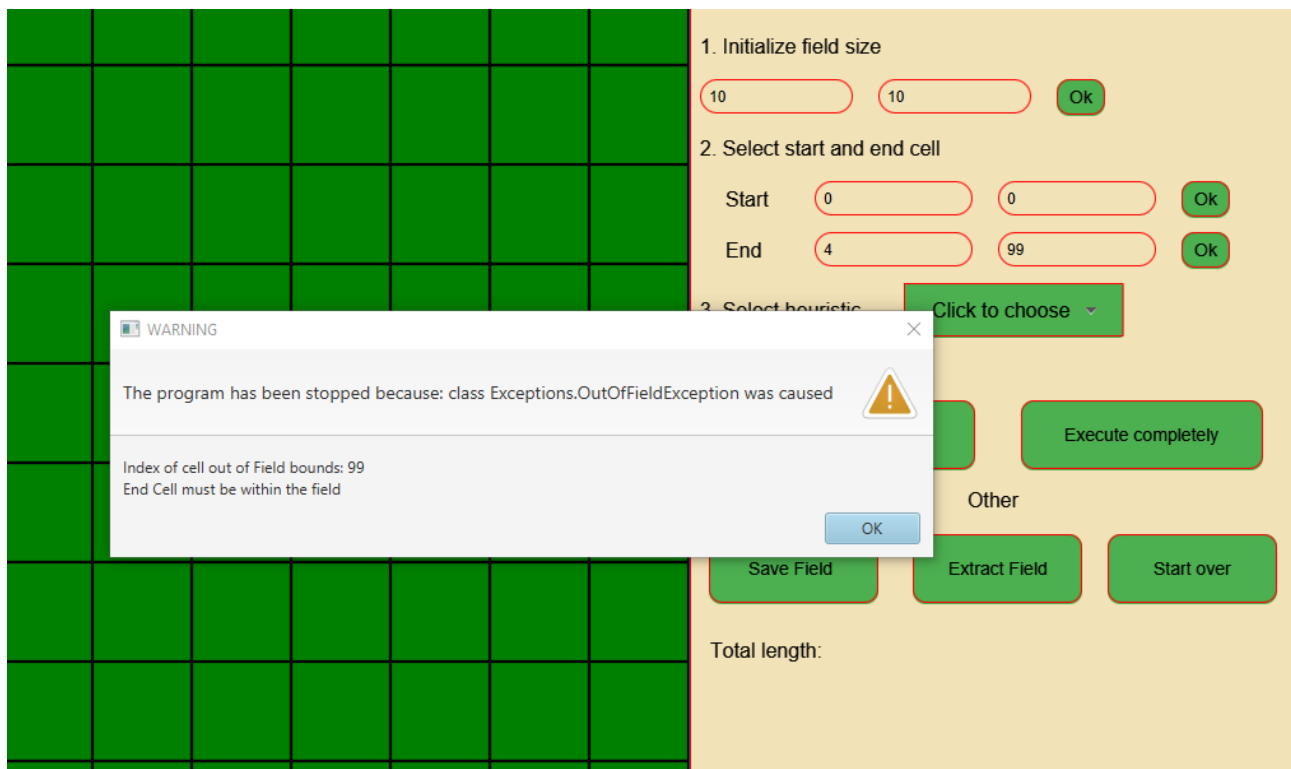 1. Initialize field size
10 10 Ok
2. Select start and end cell
Start 0 0 Ok
End 4 99 Ok
3. Select heuristic Click to choose
WARNING
The program has been stopped because: class Exceptions.OutOfFieldException was caused
Index of cell out of Field bounds: 99
End Cell must be within the field
OK
Execute completely
Other
Save Field Extract Field Start over
Total length: